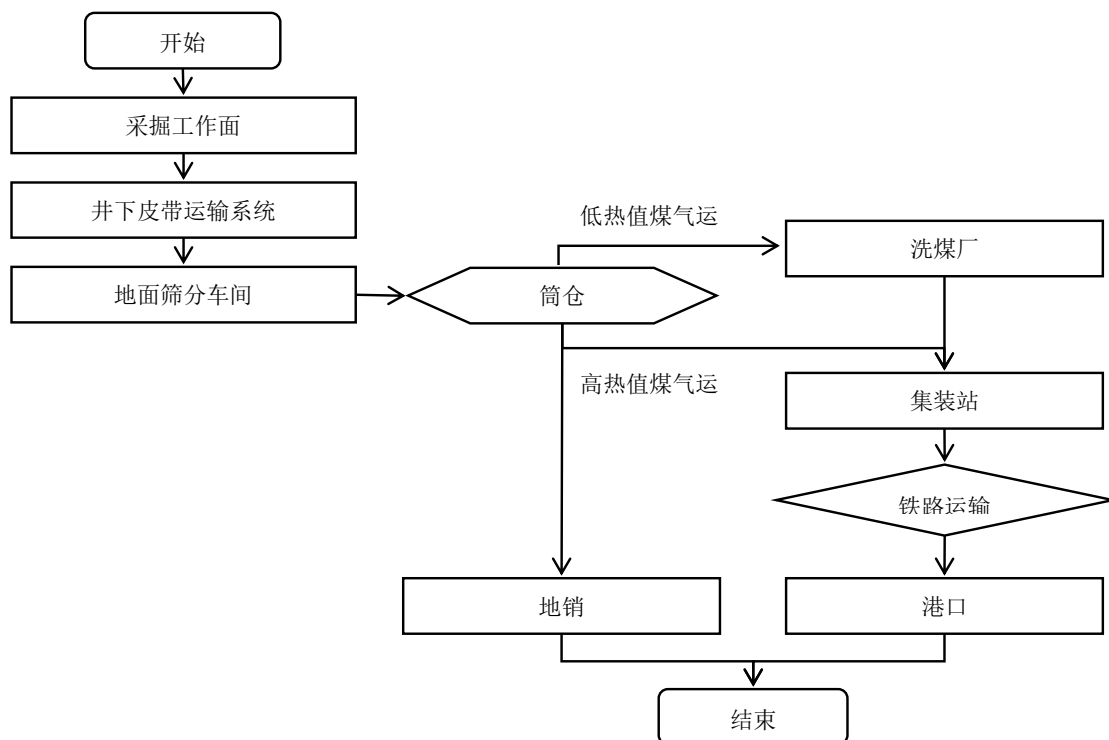 开始
采掘工作面
井下皮带运输系统
地面筛分车间
筒仓
低热值煤气运
洗煤厂
高热值煤气运
集装站
铁路运输
地销
港口
结束